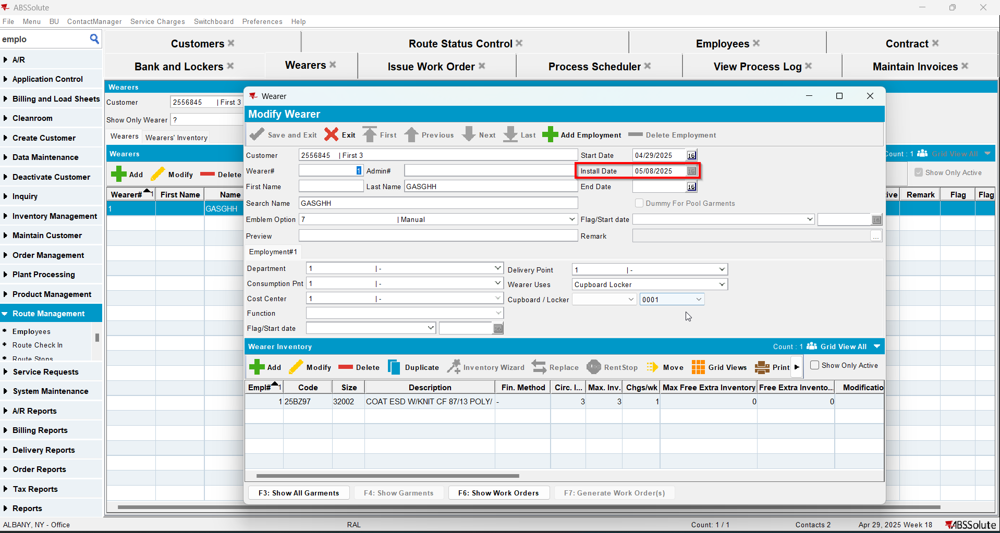 ABSSolute
File Menu BU ContactManager Service Charges Switchboard Preferences Help
emplo
Customers Route Status Control Employees Contract
Bank and Lockers Wearers Issue Work Order Process Scheduler View Process Log Maintain Invoices
A/R
Application Control
Billing and Load Sheets
Cleanroom
Create Customer
Data Maintenance
Deactivate Customer
Inquiry
Inventory Management
Maintain Customer
Order Management
Plant Processing
Product Management
Route Management
Employees
Route Check In
Route Stops
Service Requests
System Maintenance
A/R Reports
Billing Reports
Delivery Reports
Order Reports
Tax Reports
Reports
Wearers
Customer 2556845 | First 3
Show Only Wearer ?
Wearers Wearers' Inventory
Wearers
Count : 1 Grid View All
Add Modify Delete
Show Only Active
Wearer# 1 First Name Name
ive Remark Flag Flag
1 GASGHH
Wearer
Modify Wearer
Save and Exit Exit First Previous Next Last Add Employment Delete Employment
Customer 2556845 | First 3 Start Date 04/29/2025 16
Wearer# 1 Admin# Install Date 05/08/2025 16
First Name Last Name GASGHH End Date 16
Search Name GASGHH Dummy For Pool Garments
Emblem Option 7 | Manual Flag/Start date 16
Preview Remark ...
Employment#1
Department 1 | - Delivery Point 1 | -
Consumption Pnt 1 | - Wearer Uses Cupboard Locker
Cost Center 1 | - Cupboard / Locker 0001
Function
Flag/Start date 16
Wearer Inventory Count : 1 Grid View All
Add Modify Delete Duplicate Inventory Wizard Replace RentStop Move Grid Views Print Show Only Active
Empl# 1 Code Size Description Fin. Method Circ. I... Max. Inv. Chgs/wk Max Free Extra Inventory Free Extra Invento... Modificatio
1 25BZ97 32002 COAT ESD W/KNIT CF 87/13 POLY/ - 3 3 1 0 0
F3: Show All Garments F4: Show Garments F6: Show Work Orders F7: Generate Work Order(s)
ALBANY, NY - Office RAL Count: 1 / 1 Contacts 2 Apr 29, 2025 Week 18 ABSSolute